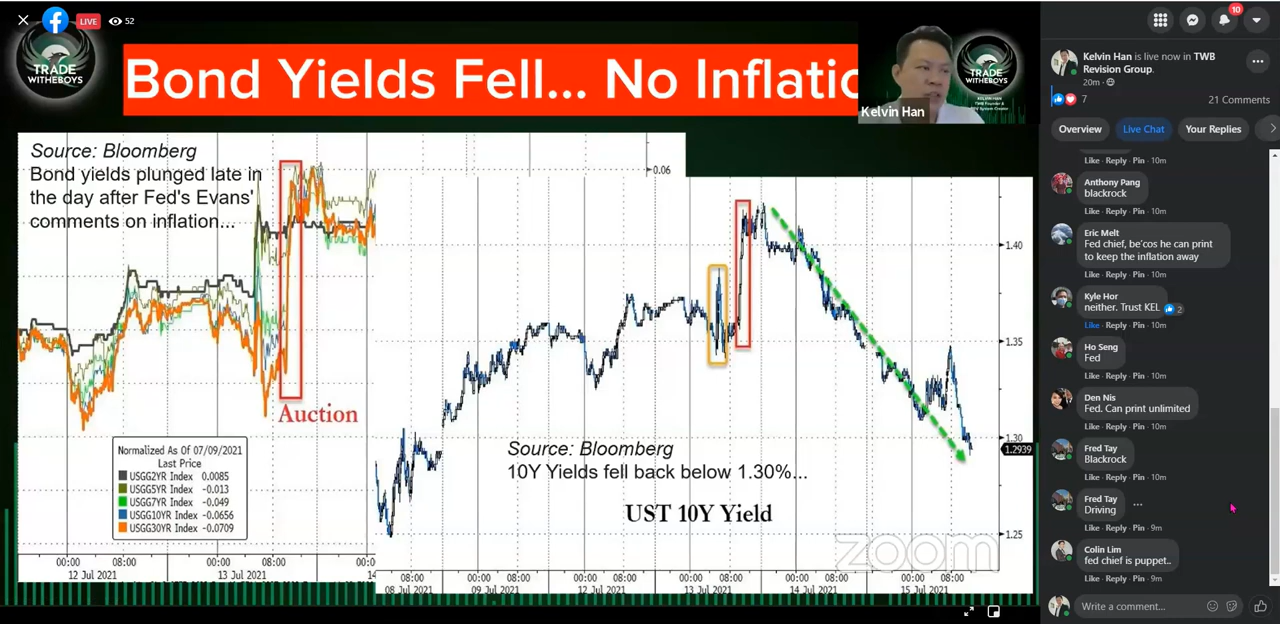 LIVE
52
TRADE
WITHEBOYS
Bond Yields Fell... No Inflatio
TRADE
WITHEBOYS
KELVIN HAN
Kelvin Han
Source: Bloomberg
Bond yields plunged late in
the day after Fed's Evans'
comments on inflation...
Auction
Normalized As Of 07/09/2021
Last Price
USGG2YR Index 0.0085
USGG5YR Index -0.013
USGG7YR Index -0.049
USGG10YR Index -0.0656
USGG30YR Index -0.0709
00:00 08:00 00:00 08:00 00:0
12 Jul 2021 13 Jul 2021 14
0.06
1.40
1.35
1.30
1.2939
1.25
Source: Bloomberg
10Y Yields fell back below 1.30%...
UST 10Y Yield
zoom
08:00 00:00 08:00 00:00 08:00 00:00 08:00 00:00 08:00 00:00 08:00
08 Jul 2021 09 Jul 2021 12 Jul 2021 13 Jul 2021 14 Jul 2021 15 Jul 2021
10
Kelvin Han is live now in TWB
Revision Group.
20m
7
21 Comments
Overview
Live Chat
Your Replies
Like · Reply · Pin · 10m
Anthony Pang
blackrock
Like · Reply · Pin · 10m
Eric Melt
Fed chief, be'cos he can print
to keep the inflation away
Like · Reply · Pin · 10m
Kyle Hor
neither. Trust KEL
2
Like · Reply · Pin · 10m
Ho Seng
Fed
Like · Reply · Pin · 10m
Den Nis
Fed. Can print unlimited
Like · Reply · Pin · 10m
Fred Tay
Blackrock
Like · Reply · Pin · 10m
Fred Tay
Driving
Like · Reply · Pin · 9m
Colin Lim
fed chief is puppet..
Like · Reply · Pin · 9m
Write a comment...